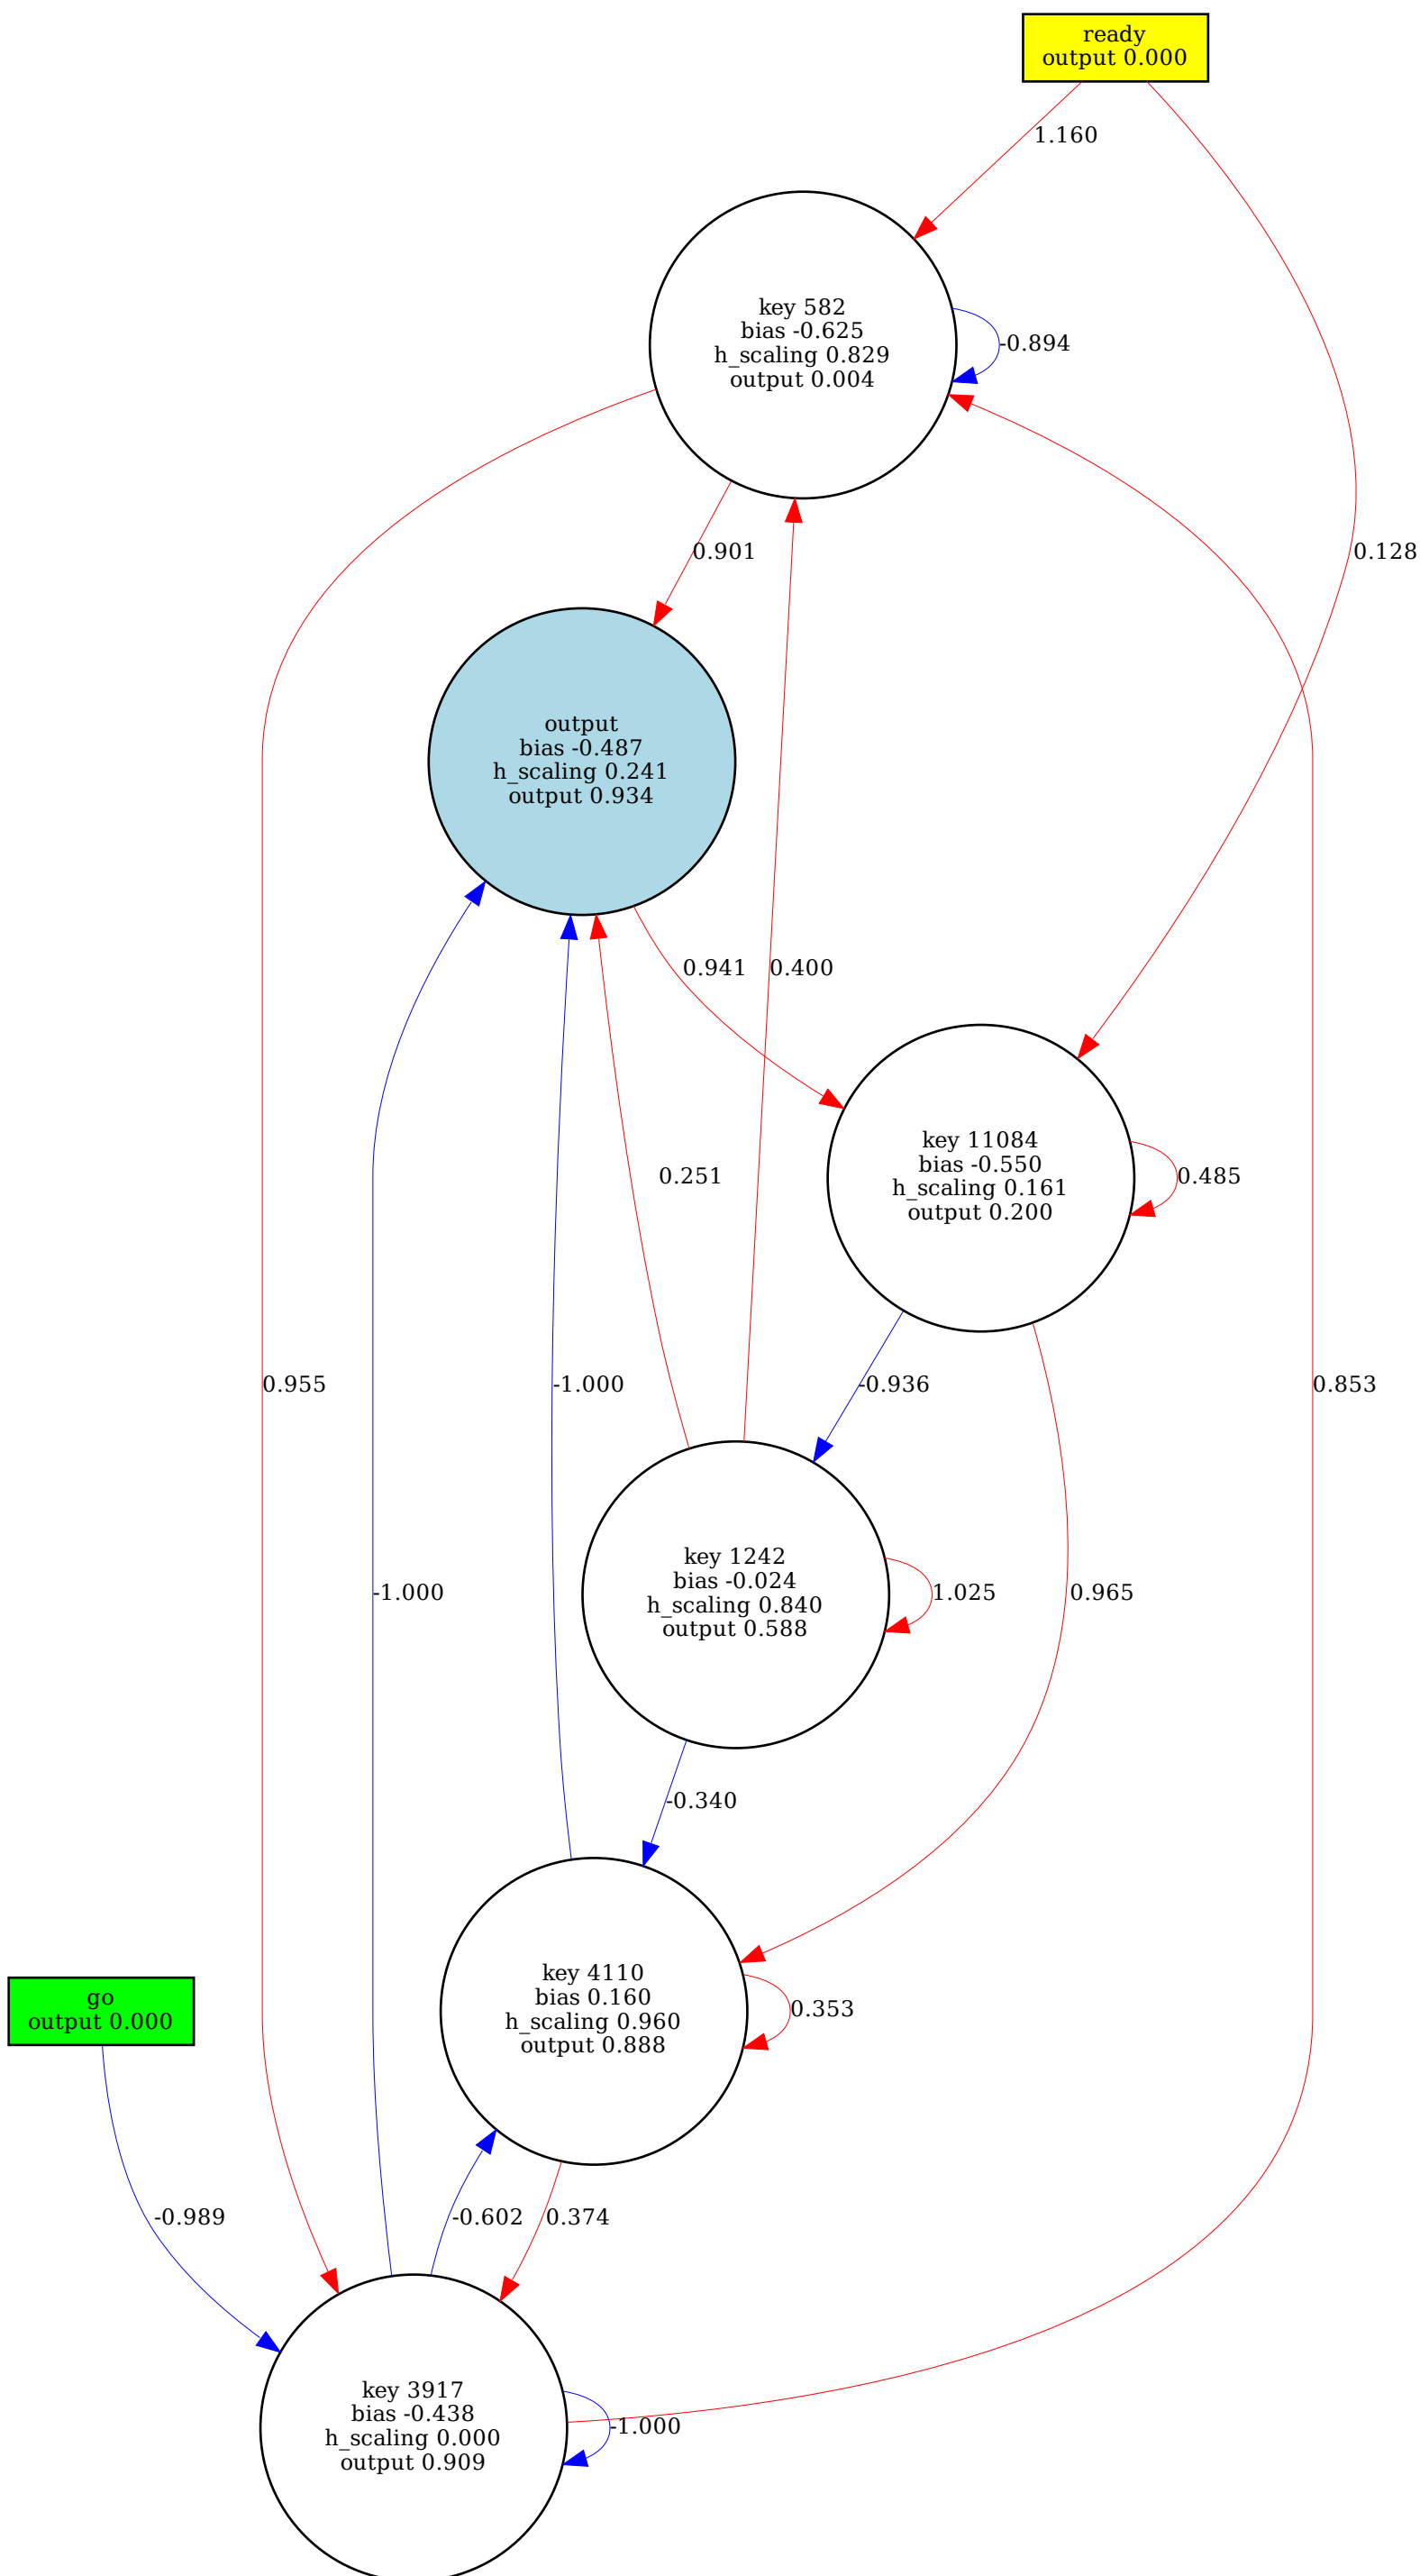 ready
output 0.000
1.160
key 582
bias -0.625
h_scaling 0.829
output 0.004
-0.894
0.901
0.128
output
bias -0.487
h_scaling 0.241
output 0.934
0.941
0.400
key 11084
bias -0.550
h_scaling 0.161
output 0.200
0.251
0.485
0.955
-1.000
-0.936
0.853
key 1242
bias -0.024
h_scaling 0.840
output 0.588
-1.000
1.025
0.965
-0.340
key 4110
bias 0.160
h_scaling 0.960
output 0.888
go
output 0.000
0.353
-0.989
-0.602
0.374
key 3917
bias -0.438
h_scaling 0.000
output 0.909
-1.000